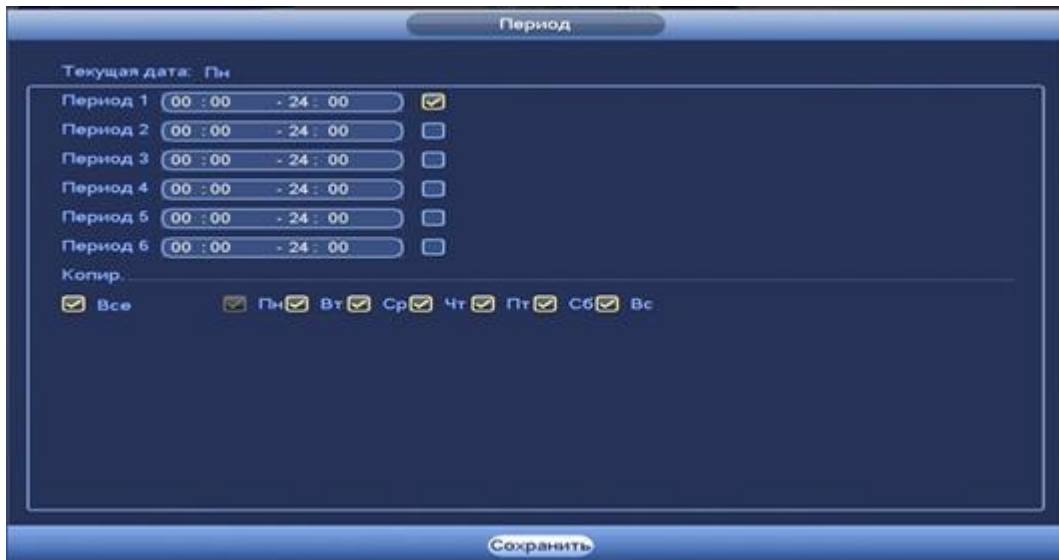 Период
Текущая дата: Пн
Период 1 00 : 00 - 24 : 00
Период 2 00 : 00 - 24 : 00
Период 3 00 : 00 - 24 : 00
Период 4 00 : 00 - 24 : 00
Период 5 00 : 00 - 24 : 00
Период 6 00 : 00 - 24 : 00
Копир.
Все Пн Вт Ср Чт Пт Сб Вс
Сохранить